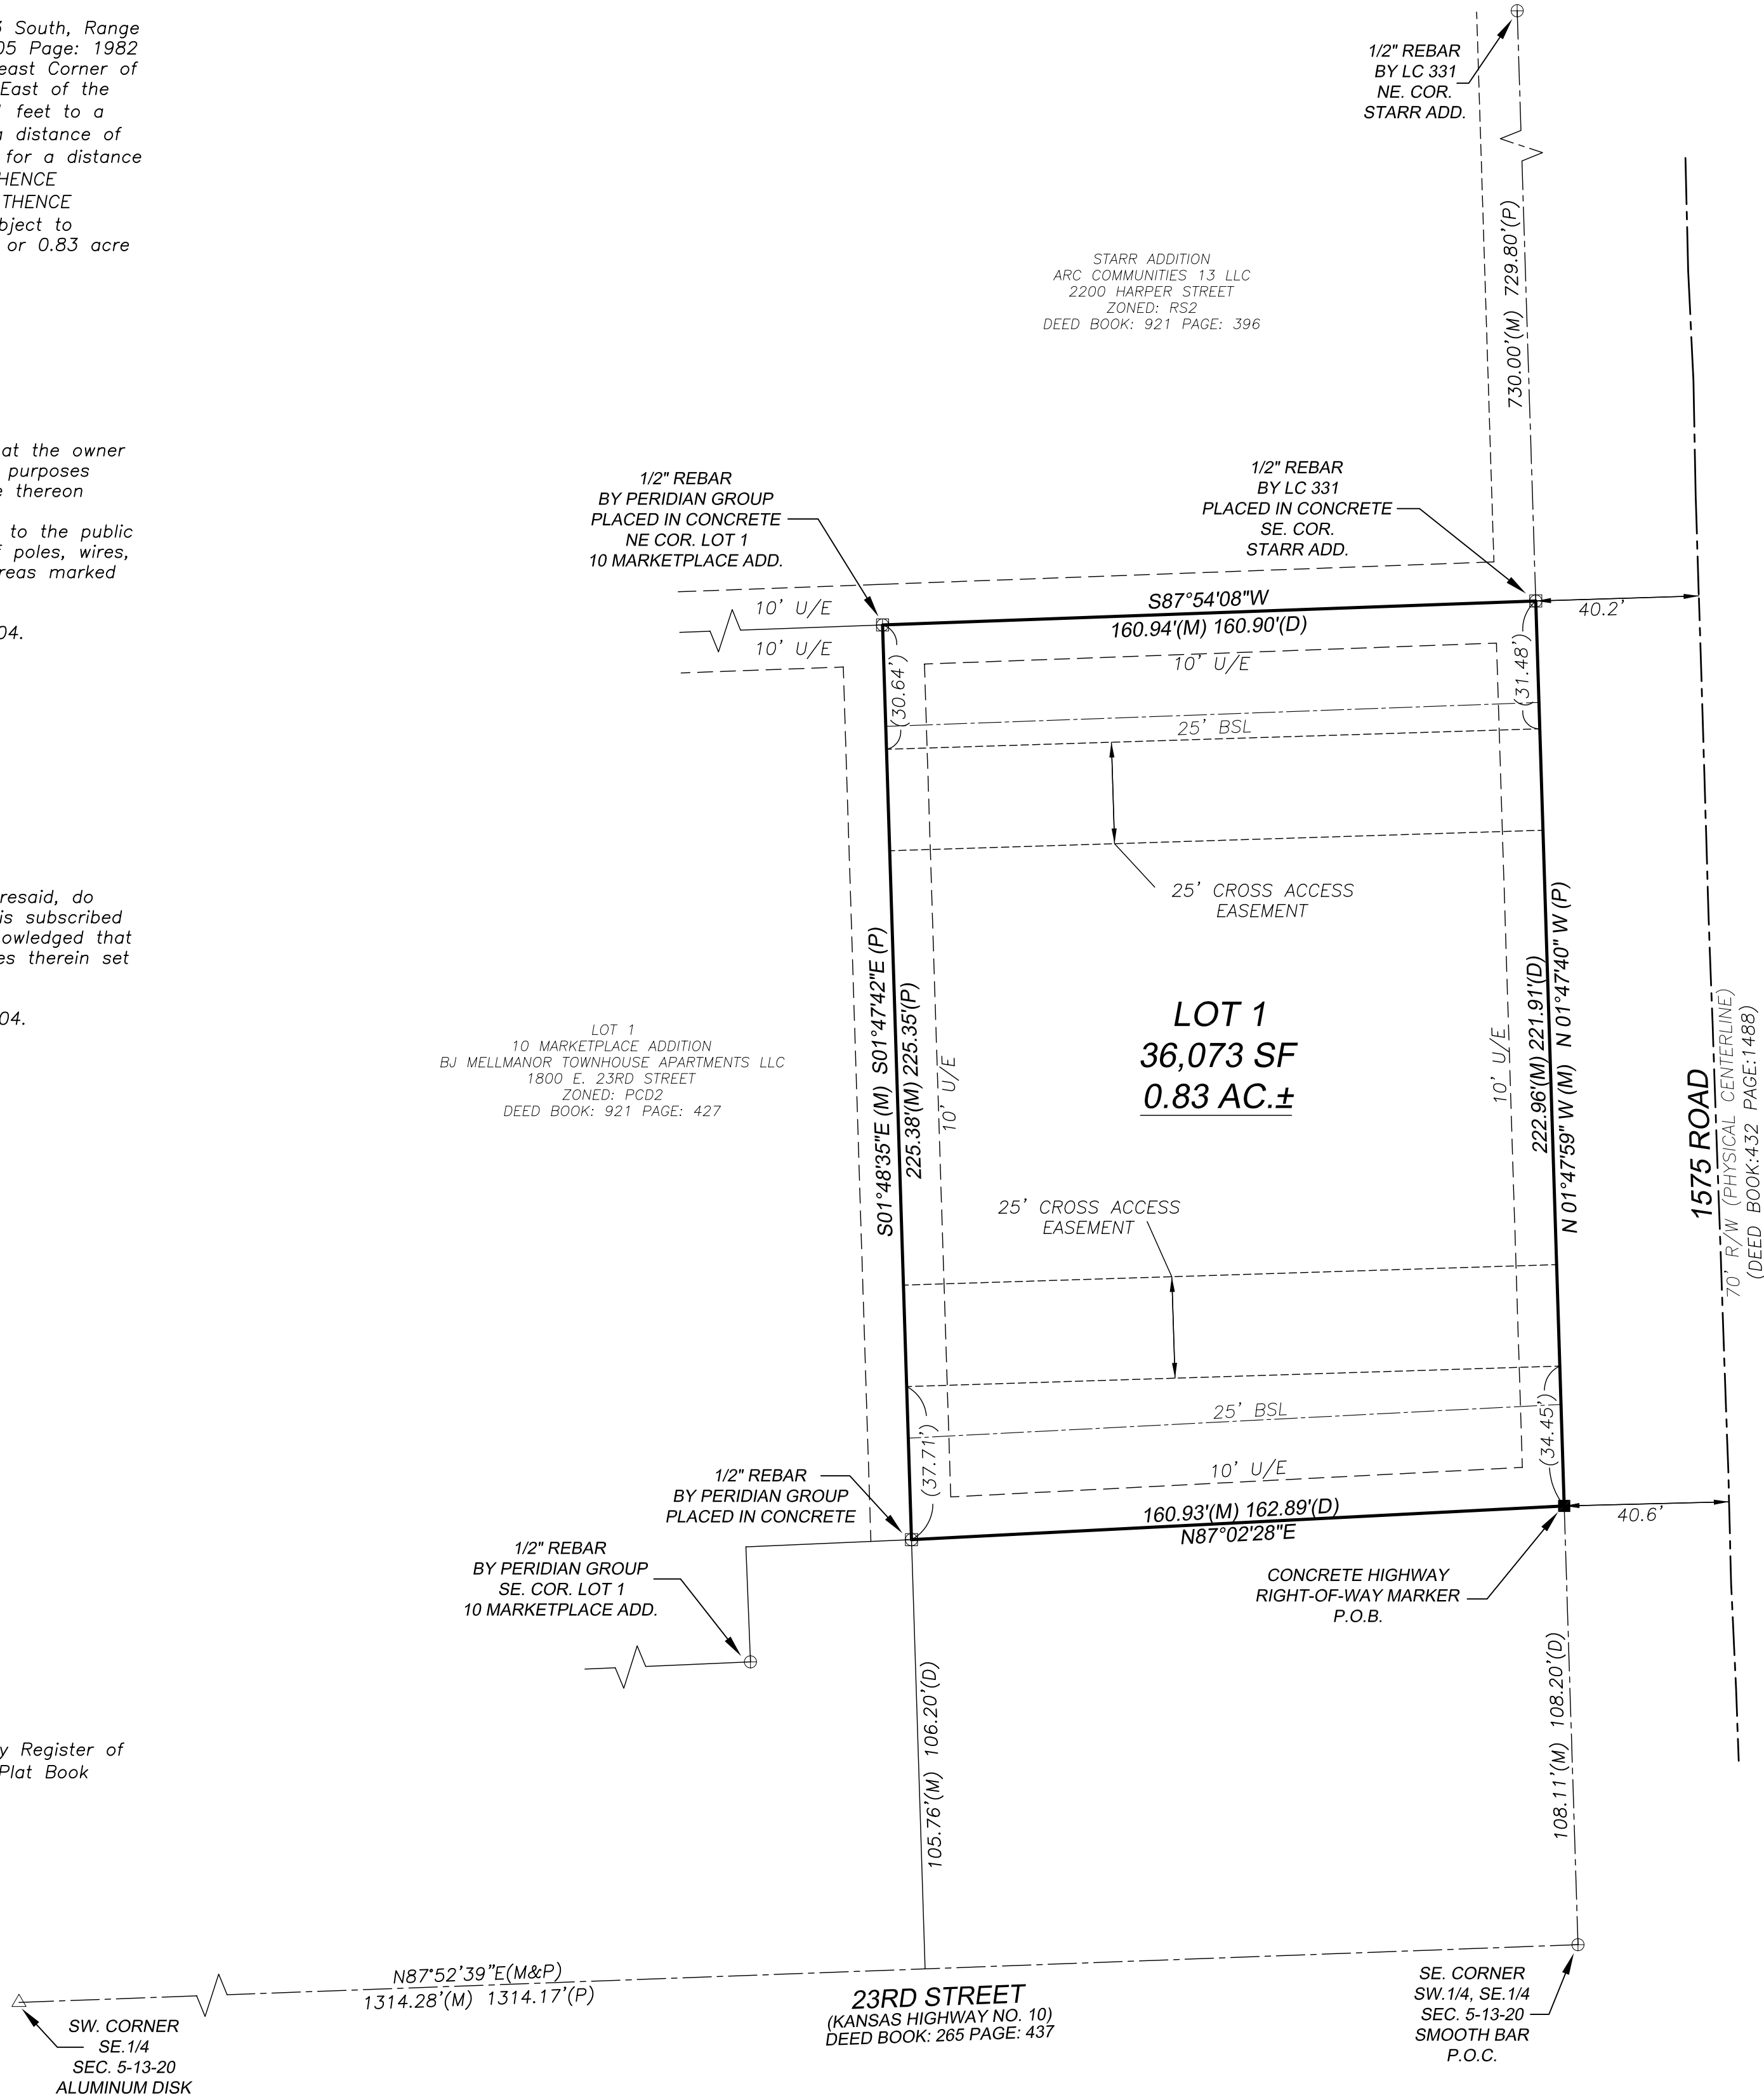 South, Range
05 Page: 1982
east Corner of
East of the
feet to a
distance of
for a distance
HENCE
THENCE
bject to
or 0.83 acre
at the owner
purposes
e thereon
to the public
f poles, wires,
reas marked
04.
resaid, do
is subscribed
owledged that
es therein set
04.
y Register of
Plat Book
1/2" REBAR
BY LC 331
NE. COR.
STARR ADD.
730.00'(M) 729.80'(P)
STARR ADDITION
ARC COMMUNITIES 13 LLC
2200 HARPER STREET
ZONED: RS2
DEED BOOK: 921 PAGE: 396
1/2" REBAR
BY PERIDIAN GROUP
PLACED IN CONCRETE
NE COR. LOT 1
10 MARKETPLACE ADD.
1/2" REBAR
BY LC 331
PLACED IN CONCRETE
SE. COR.
STARR ADD.
10' U/E
10' U/E
S87°54'08"W
160.94'(M) 160.90'(D)
40.2'
10' U/E
(30.64')
(31.48')
25' BSL
25' CROSS ACCESS
EASEMENT
S01°48'35"E (M) S01°47'42"E (P)
225.38'(M) 225.35'(P)
10' U/E
LOT 1
36,073 SF
0.83 AC.±
10' U/E
222.96'(M) 221.91'(D)
N 01°47'59" W (M) N 01°47'40" W (P)
1575 ROAD
70' R/W (PHYSICAL CENTERLINE)
(DEED BOOK:432 PAGE:1488)
LOT 1
10 MARKETPLACE ADDITION
BJ MELLMANOR TOWNHOUSE APARTMENTS LLC
1800 E. 23RD STREET
ZONED: PCD2
DEED BOOK: 921 PAGE: 427
25' CROSS ACCESS
EASEMENT
25' BSL
(37.71')
(34.45')
10' U/E
160.93'(M) 162.89'(D)
N87°02'28"E
40.6'
1/2" REBAR
BY PERIDIAN GROUP
PLACED IN CONCRETE
1/2" REBAR
BY PERIDIAN GROUP
SE. COR. LOT 1
10 MARKETPLACE ADD.
CONCRETE HIGHWAY
RIGHT-OF-WAY MARKER
P.O.B.
105.76'(M) 106.20'(D)
108.11'(M) 108.20'(D)
N87°52'39"E(M&P)
1314.28'(M) 1314.17'(P)
23RD STREET
(KANSAS HIGHWAY NO. 10)
DEED BOOK: 265 PAGE: 437
SW. CORNER
SE.1/4
SEC. 5-13-20
ALUMINUM DISK
SE. CORNER
SW.1/4, SE.1/4
SEC. 5-13-20
SMOOTH BAR
P.O.C.